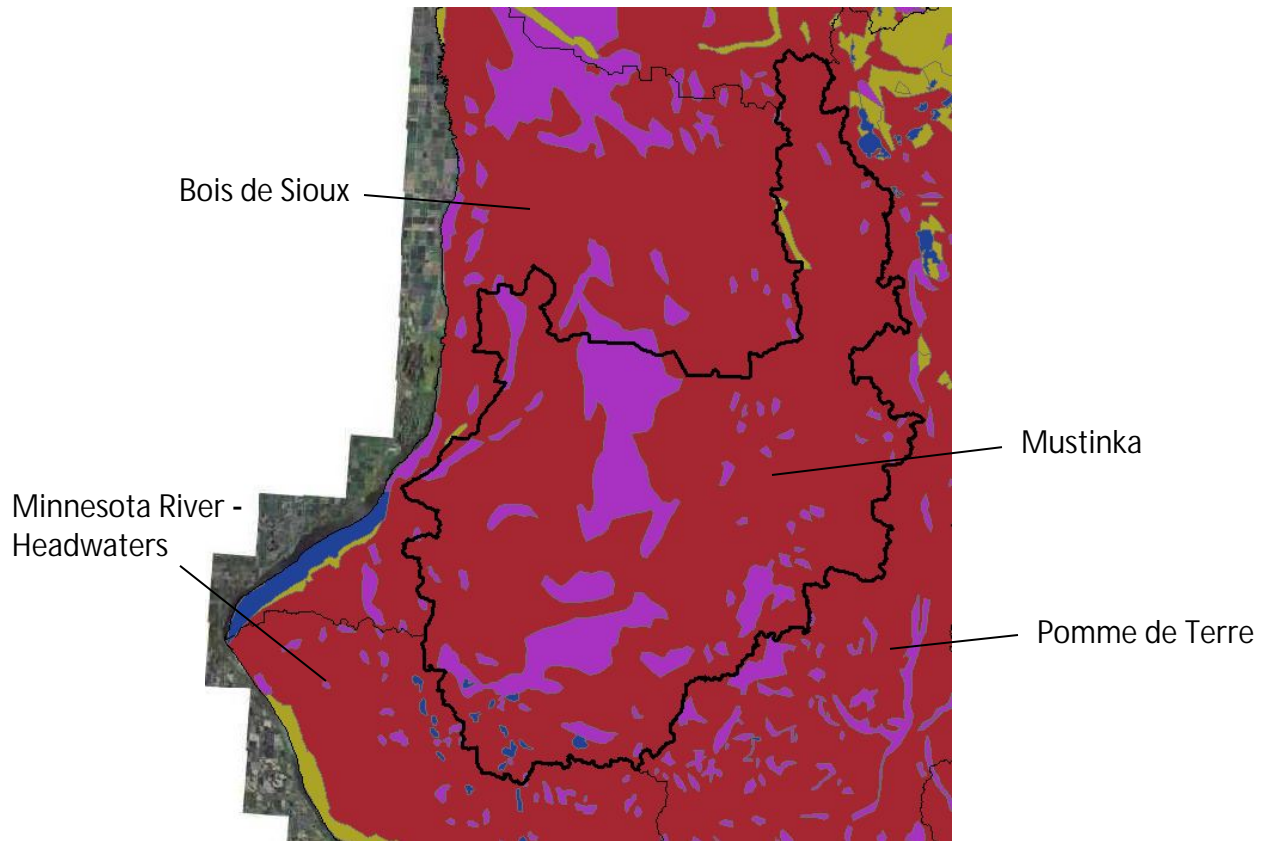 Bois de Sioux
Mustinka
Minnesota River -
Headwaters
Pomme de Terre